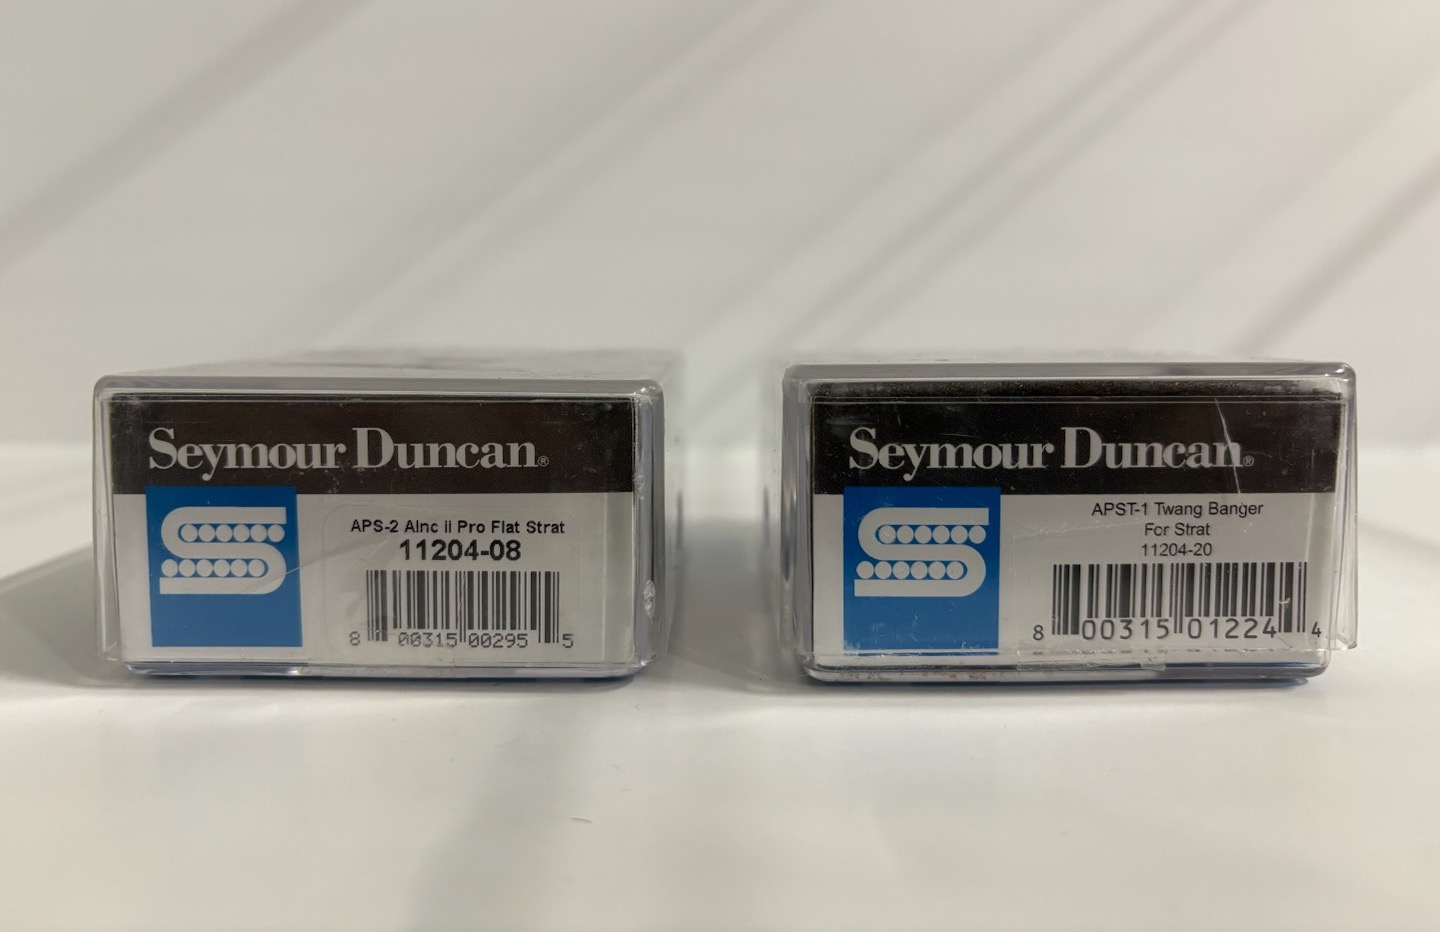 Seymour Duncan®
APS-2 Alnc ii Pro Flat Strat
11204-08
8 00315 00295 5
Seymour Duncan®
APST-1 Twang Banger
For Strat
11204-20
8 00315 01224 4